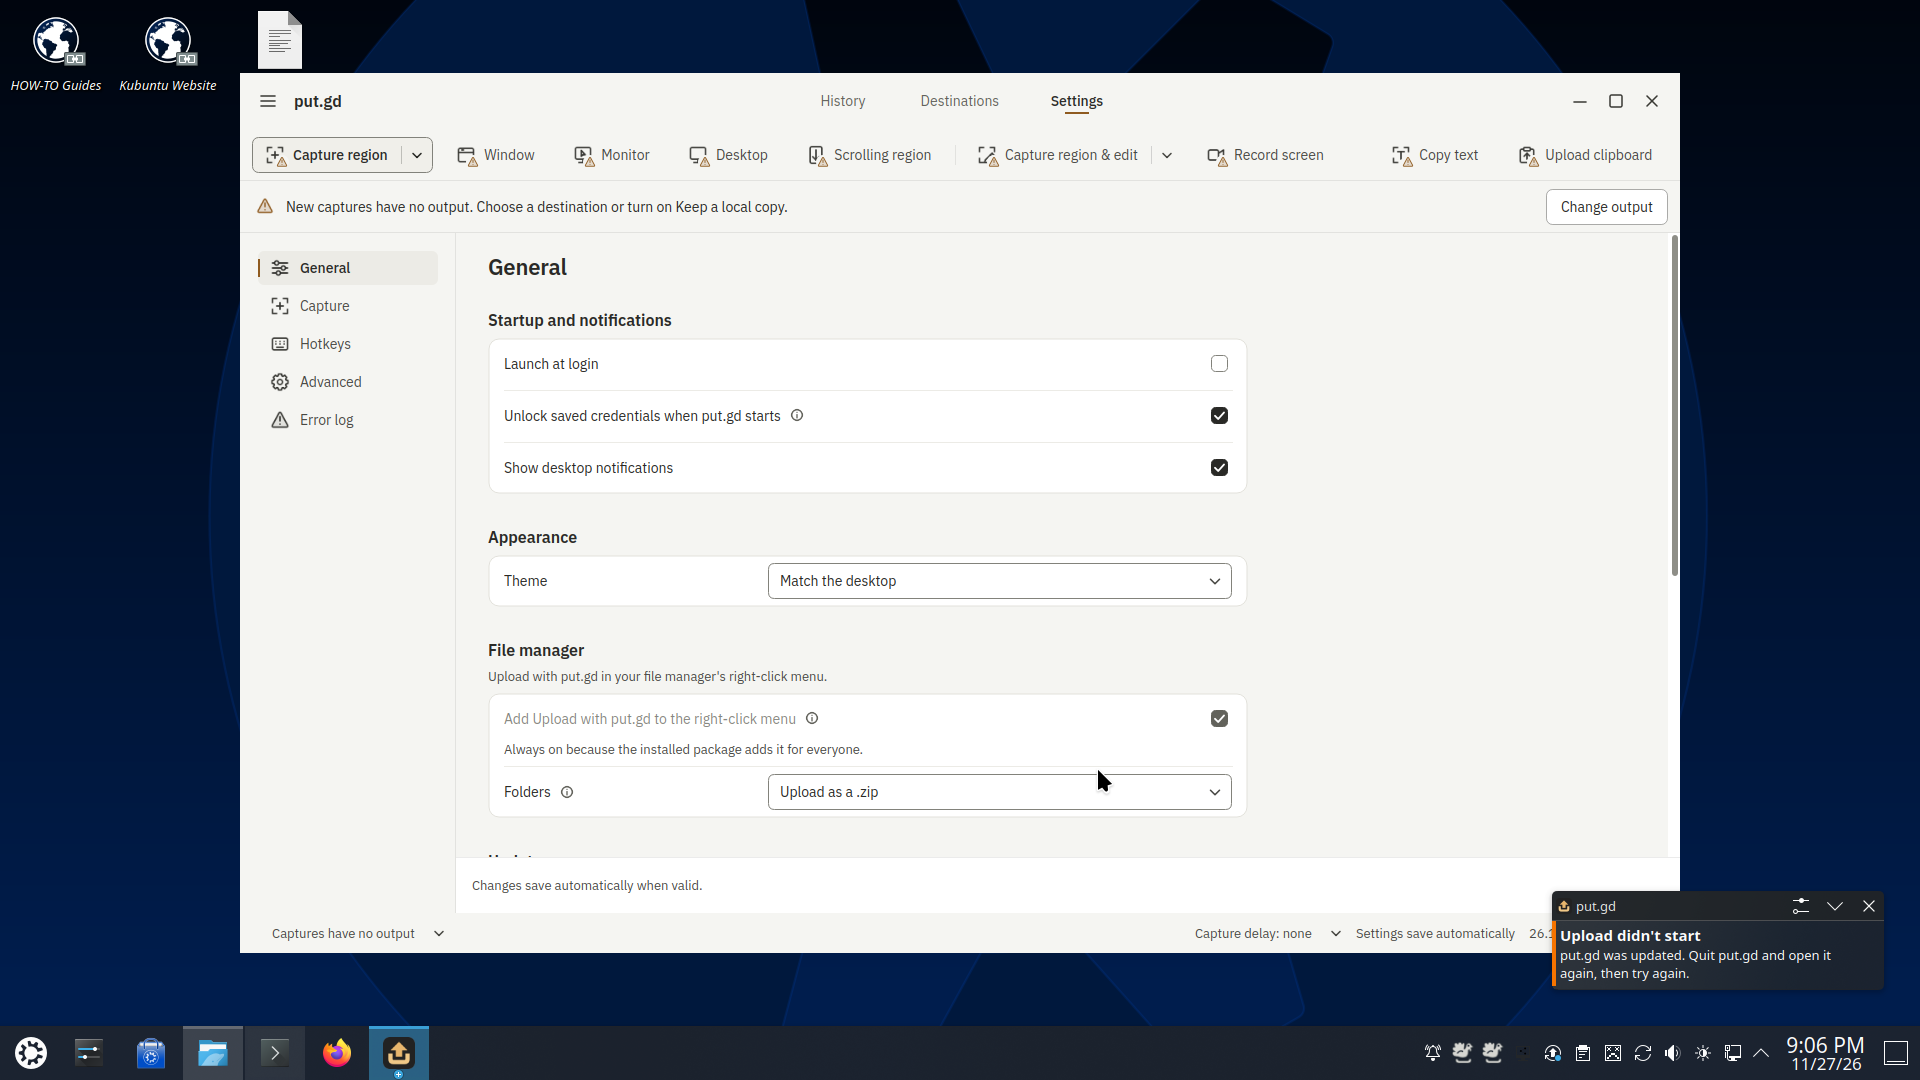 HOW-TO Guides
Kubuntu Website
put.gd
History
Destinations
Settings
Capture region
Window
Monitor
Desktop
Scrolling region
Capture region & edit
Record screen
Copy text
Upload clipboard
New captures have no output. Choose a destination or turn on Keep a local copy.
Change output
General
Capture
Hotkeys
Advanced
Error log
General
Startup and notifications
Launch at login
Unlock saved credentials when put.gd starts
Show desktop notifications
Appearance
Theme
Match the desktop
File manager
Upload with put.gd in your file manager's right-click menu.
Add Upload with put.gd to the right-click menu
Always on because the installed package adds it for everyone.
Folders
Upload as a .zip
Changes save automatically when valid.
Captures have no output
Capture delay: none
Settings save automatically
put.gd
Upload didn't start
put.gd was updated. Quit put.gd and open it
again, then try again.
9:06 PM
11/27/26